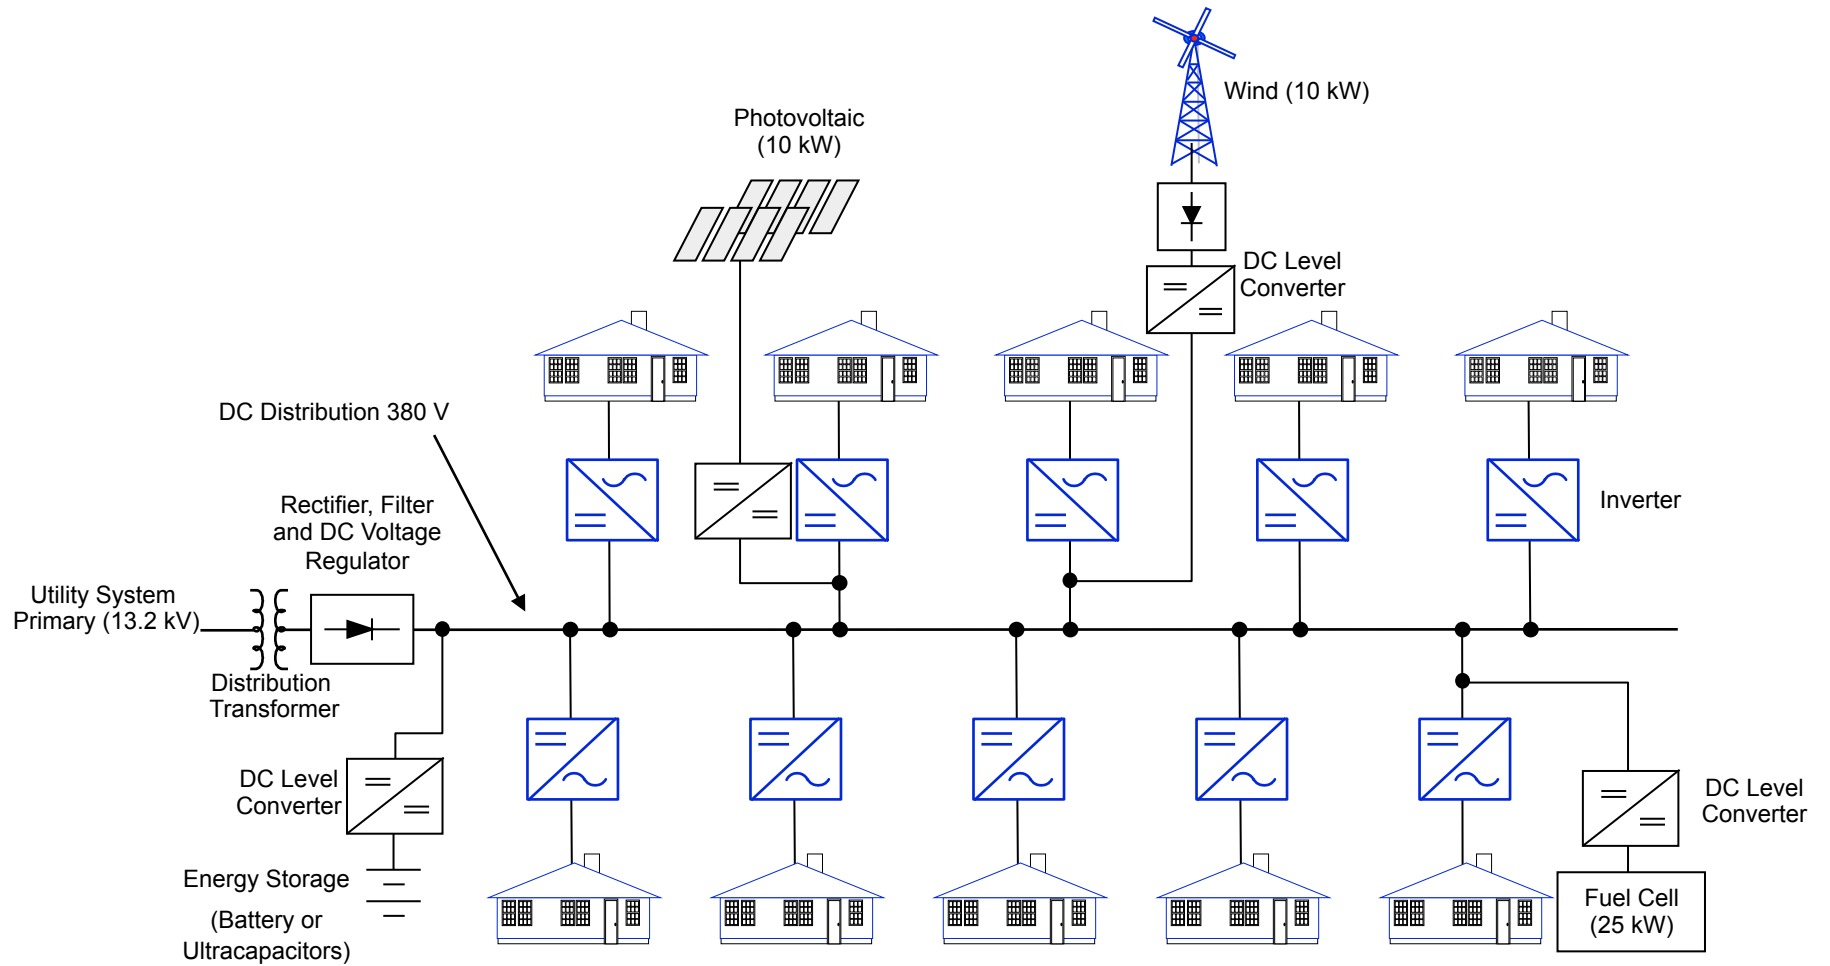 Wind (10 kW)
Photovoltaic
(10 kW)
DC Level
Converter
DC Distribution 380 V
Rectifier, Filter
and DC Voltage
Regulator
Inverter
Utility System
Primary (13.2 kV)
Distribution
Transformer
DC Level
Converter
DC Level
Converter
Energy Storage
(Battery or
Ultracapacitors)
Fuel Cell
(25 kW)